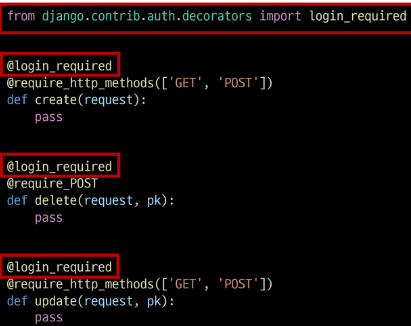 from django.contrib.auth.decorators import login_required
@login_required
@require_http_methods(['GET', 'POST'])
def create(request):
    pass
@login_required
@require_POST
def delete(request, pk):
    pass
@login_required
@require_http_methods(['GET', 'POST'])
def update(request, pk):
    pass